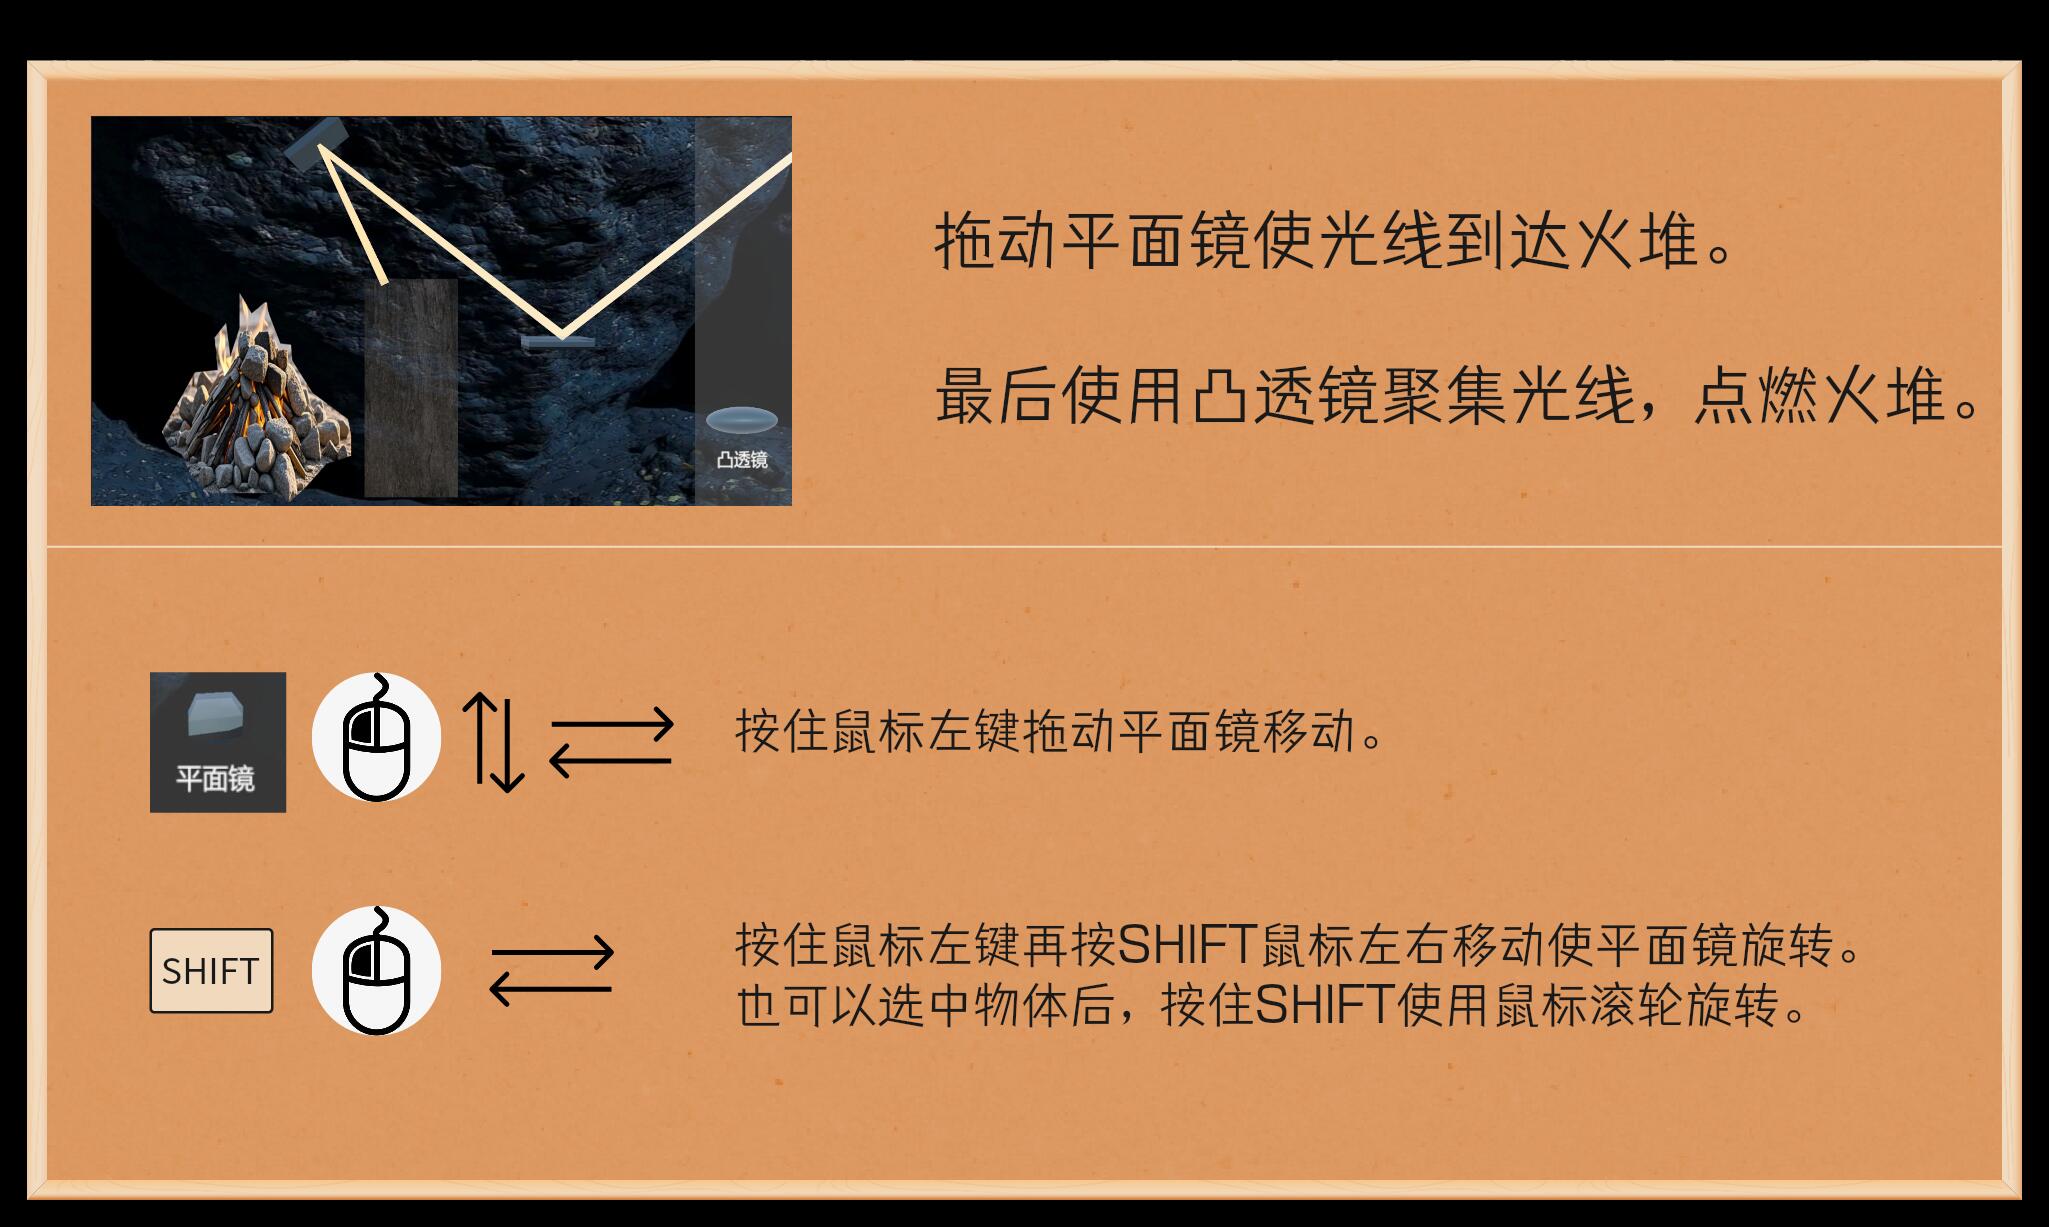 凸透镜
拖动平面镜使光线到达火堆。
最后使用凸透镜聚集光线，点燃火堆。
平面镜
按住鼠标左键拖动平面镜移动。
SHIFT
按住鼠标左键再按SHIFT鼠标左右移动使平面镜旋转。
也可以选中物体后，按住SHIFT使用鼠标滚轮旋转。